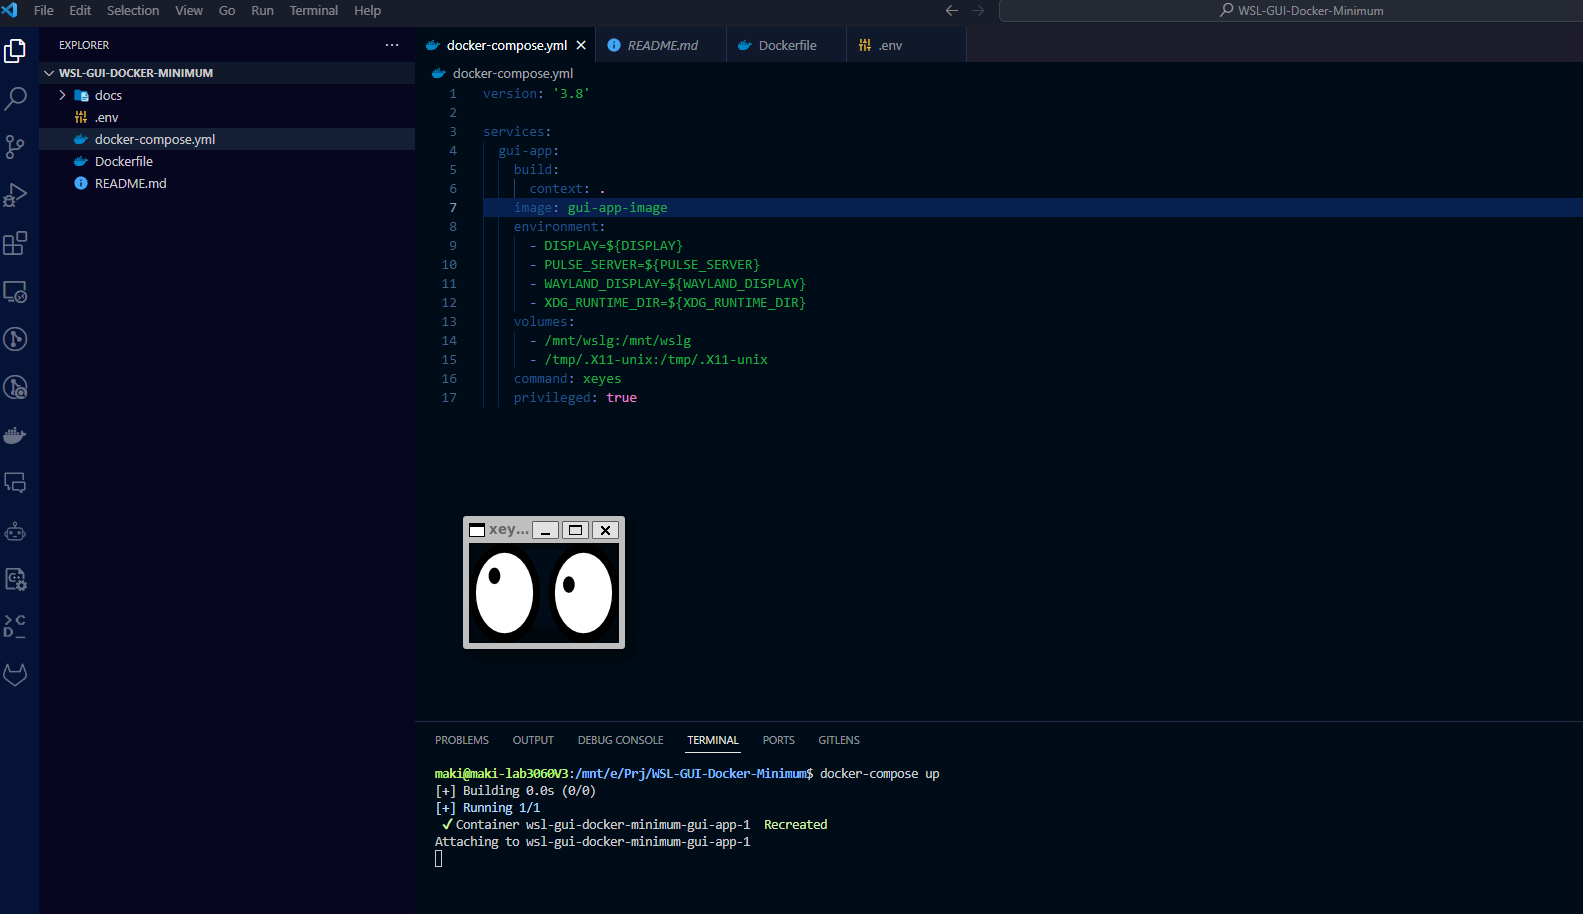 File Edit Selection View Go Run Terminal Help
WSL-GUI-Docker-Minimum
EXPLORER
WSL-GUI-DOCKER-MINIMUM
docs
.env
docker-compose.yml
Dockerfile
README.md
docker-compose.yml README.md Dockerfile .env
docker-compose.yml
1 version: '3.8'
2
3 services:
4 gui-app:
5 build:
6 context: .
7 image: gui-app-image
8 environment:
9 - DISPLAY=${DISPLAY}
10 - PULSE_SERVER=${PULSE_SERVER}
11 - WAYLAND_DISPLAY=${WAYLAND_DISPLAY}
12 - XDG_RUNTIME_DIR=${XDG_RUNTIME_DIR}
13 volumes:
14 - /mnt/wslg:/mnt/wslg
15 - /tmp/.X11-unix:/tmp/.X11-unix
16 command: xeyes
17 privileged: true
xey...
PROBLEMS OUTPUT DEBUG CONSOLE TERMINAL PORTS GITLENS
maki@maki-lab3060V3:/mnt/e/Prj/WSL-GUI-Docker-Minimum$ docker-compose up
[+] Building 0.0s (0/0)
[+] Running 1/1
✔ Container wsl-gui-docker-minimum-gui-app-1 Recreated
Attaching to wsl-gui-docker-minimum-gui-app-1